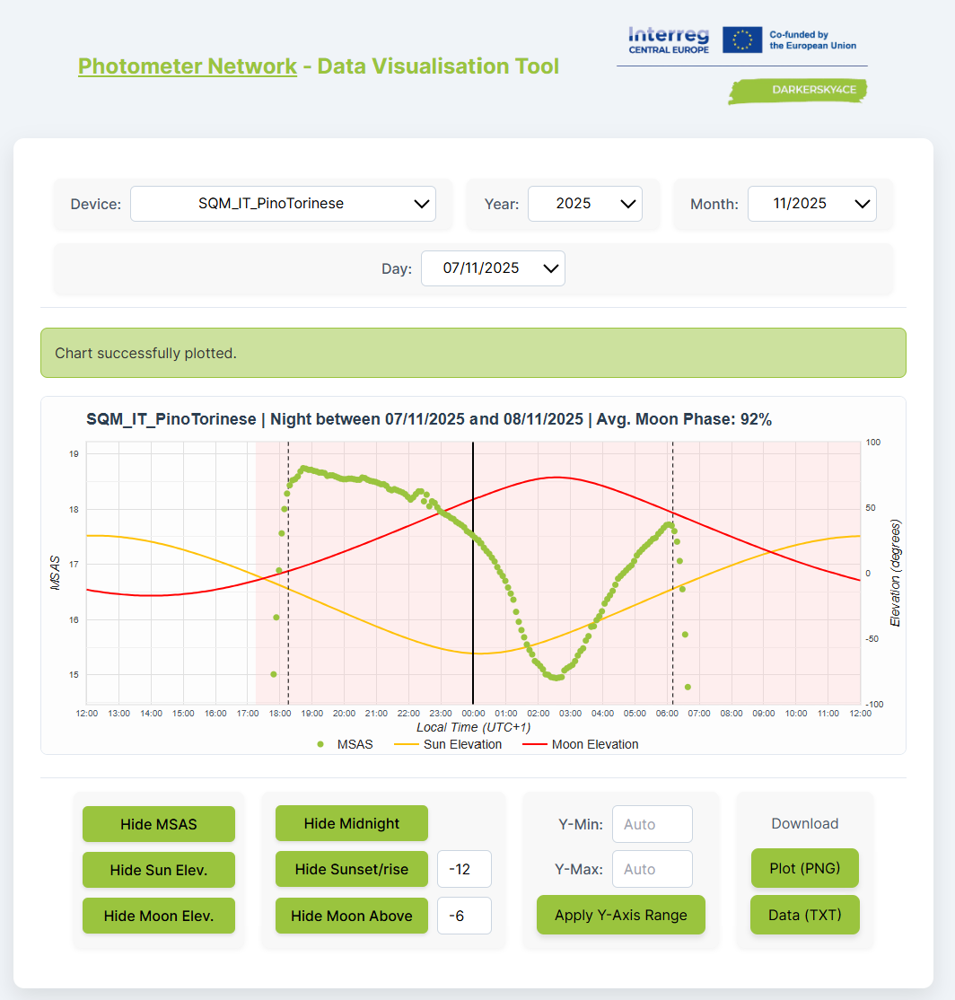 Interreg
CENTRAL EUROPE
Co-funded by
the European Union
Photometer Network - Data Visualisation Tool
DARKERSKY4CE
Device: SQM_IT_PinoTorinese Year: 2025 Month: 11/2025
Day: 07/11/2025
Chart successfully plotted.
SQM_IT_PinoTorinese | Night between 07/11/2025 and 08/11/2025 | Avg. Moon Phase: 92%
19
18
17
16
15
MSAS
100
50
0
-50
-100
Elevation (degrees)
12:00 13:00 14:00 15:00 16:00 17:00 18:00 19:00 20:00 21:00 22:00 23:00 00:00 01:00 02:00 03:00 04:00 05:00 06:00 07:00 08:00 09:00 10:00 11:00 12:00
Local Time (UTC+1)
MSAS Sun Elevation Moon Elevation
Hide MSAS Hide Midnight Y-Min: Auto Download
Hide Sun Elev. Hide Sunset/rise -12 Y-Max: Auto Plot (PNG)
Hide Moon Elev. Hide Moon Above -6 Apply Y-Axis Range Data (TXT)